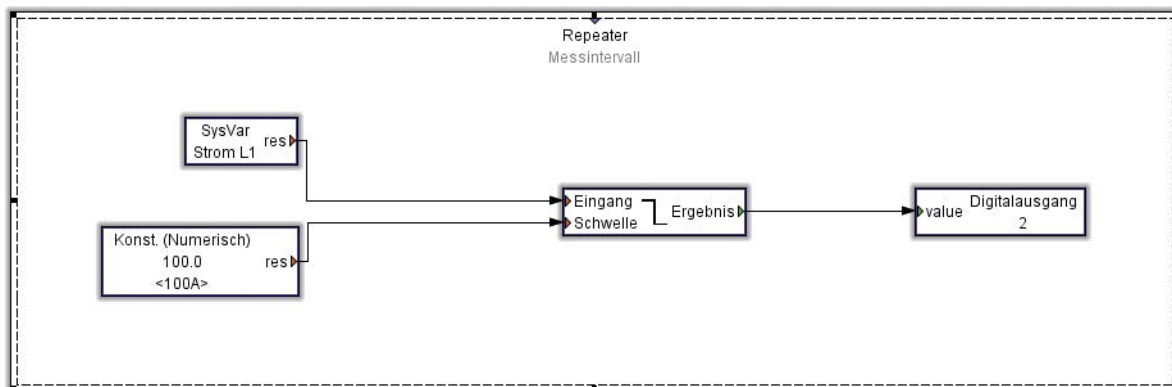 Repeater
Messintervall
SysVar
Strom L1
res
Eingang
Schwelle
Ergebnis
value
Digitalausgang
2
Konst. (Numerisch)
100.0
<100A>
res